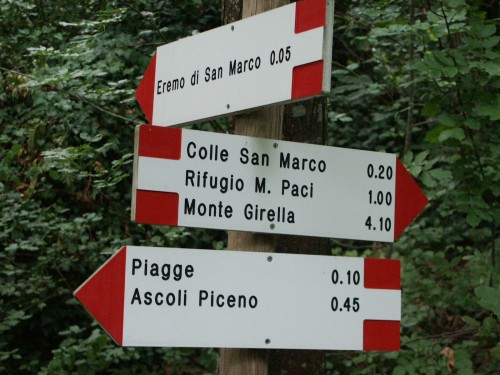 Eremo di San Marco 0.05
Colle San Marco 0.20
Rifugio M. Paci 1.00
Monte Girella 4.10
Piagge 0.10
Ascoli Piceno 0.45